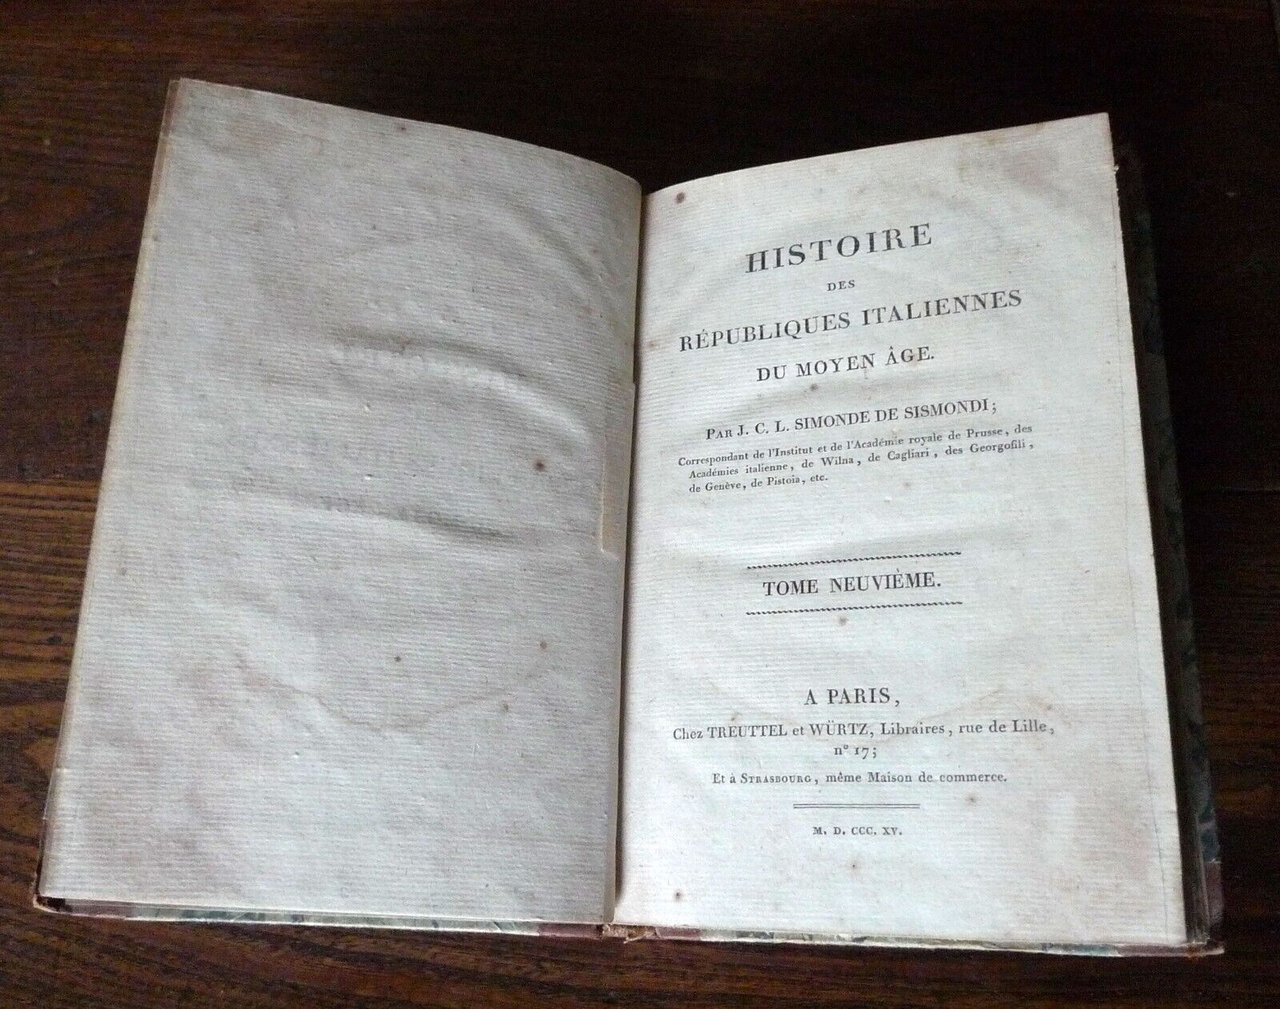 HISTOIRE
DES
RÉPUBLIQUES ITALIENNES
DU MOYEN ÂGE.
PAR J. C. L. SIMONDE DE SISMONDI;
Correspondant de l'Institut et de l'Académie royale de Prusse, des
Académies italienne, de Wilna, de Cagliari, des Georgofili,
de Genève, de Pistoia, etc.
TOME NEUVIÈME.
A PARIS,
Chez TREUTTEL et WÜRTZ, Libraires, rue de Lille,
nº 17;
Et à STRASBOURG, même Maison de commerce.
M. D. CCC. XV.